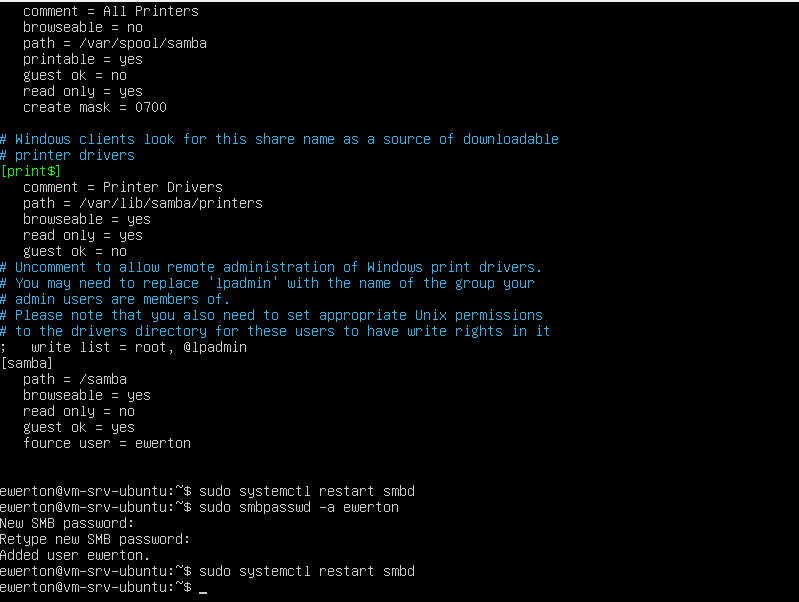 comment = All Printers
browseable = no
path = /var/spool/samba
printable = yes
guest ok = no
read only = yes
create mask = 0700
# Windows clients look for this share name as a source of downloadable
# printer drivers
[print$]
comment = Printer Drivers
path = /var/lib/samba/printers
browseable = yes
read only = yes
guest ok = no
# Uncomment to allow remote administration of Windows print drivers.
# You may need to replace 'lpadmin' with the name of the group your
# admin users are members of.
# Please note that you also need to set appropriate Unix permissions
# to the drivers directory for these users to have write rights in it
;   write list = root, @lpadmin
[samba]
path = /samba
browseable = yes
read only = no
guest ok = yes
fource user = ewerton
ewerton@vm-srv-ubuntu:~$ sudo systemctl restart smbd
ewerton@vm-srv-ubuntu:~$ sudo smbpasswd -a ewerton
New SMB password:
Retype new SMB password:
Added user ewerton.
ewerton@vm-srv-ubuntu:~$ sudo systemctl restart smbd
ewerton@vm-srv-ubuntu:~$ _